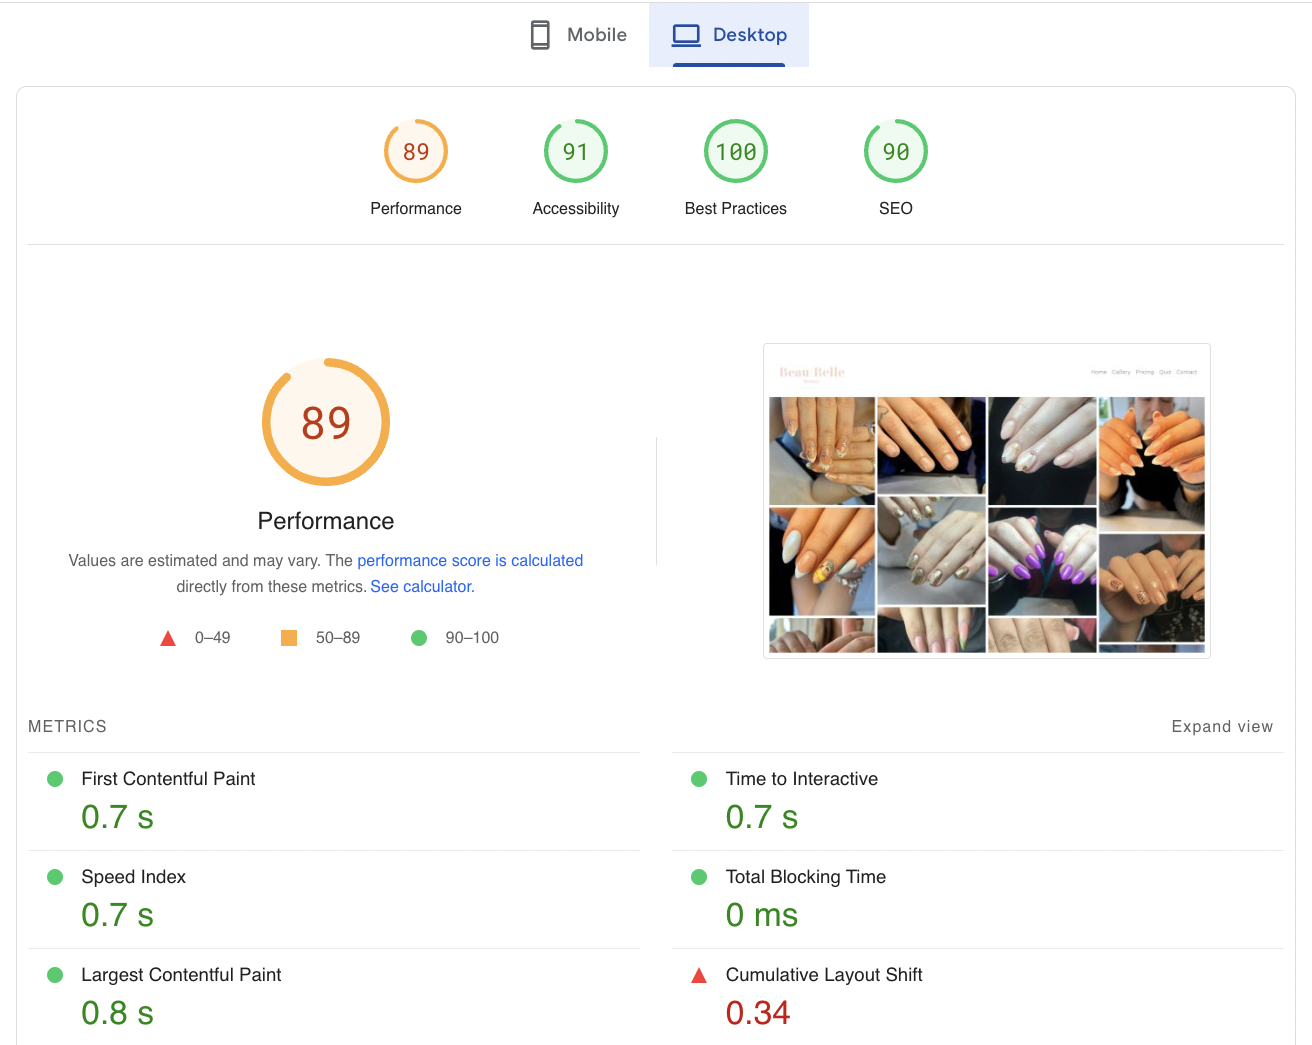 Mobile
Desktop
89
91
100
90
Performance
Accessibility
Best Practices
SEO
89
Performance
Values are estimated and may vary. The performance score is calculated
directly from these metrics. See calculator.
0–49
50–89
90–100
Beau Belle
Home Gallery Pricing Quiz Contact
METRICS
Expand view
First Contentful Paint
0.7 s
Time to Interactive
0.7 s
Speed Index
0.7 s
Total Blocking Time
0 ms
Largest Contentful Paint
0.8 s
Cumulative Layout Shift
0.34